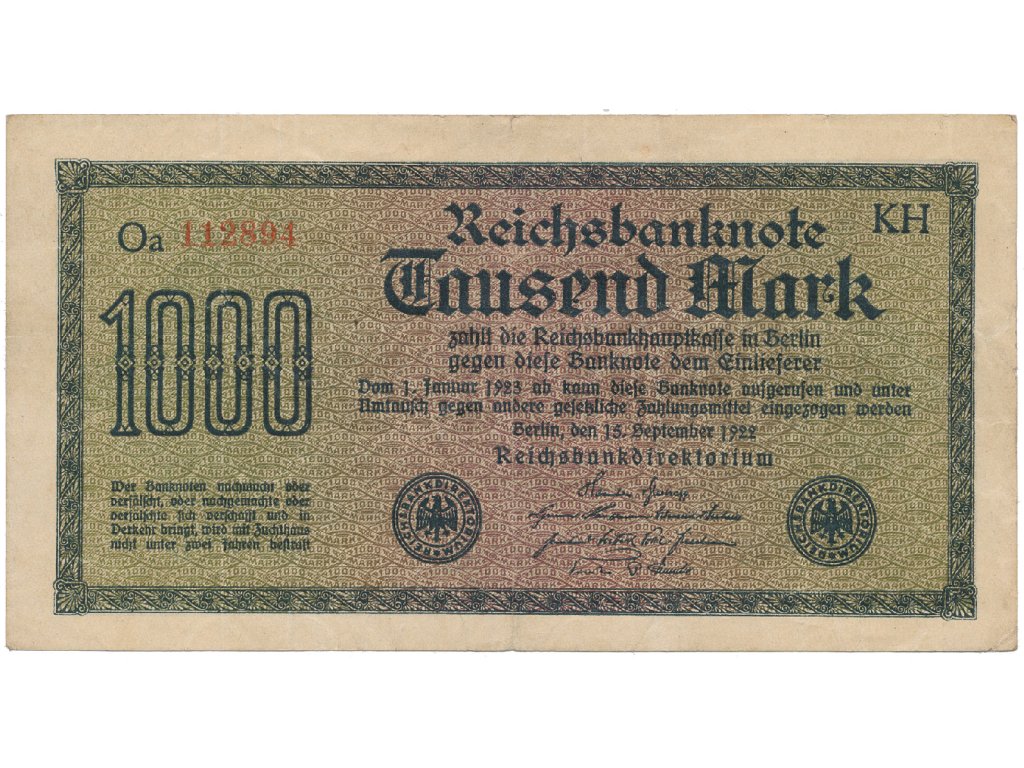 Oa 112894
KH
Reichsbanknote
Tausend Mark
1000
zahlt die Reichsbankhauptkasse in Berlin
gegen diese Banknote dem Einlieferer
Vom 1. Januar 1923 ab kann diese Banknote aufgerufen und unter
Umtausch gegen andere gesetzliche Zahlungsmittel eingezogen werden
Berlin, den 15. September 1922
Reichsbankdirektorium
Wer Banknoten nachmacht oder
verfälscht, oder nachgemachte oder
verfälschte sich verschafft und in
Verkehr bringt, wird mit Zuchthaus
nicht unter zwei Jahren bestraft
REICHSBANKDIREKTORIUM
REICHSBANKDIREKTORIUM